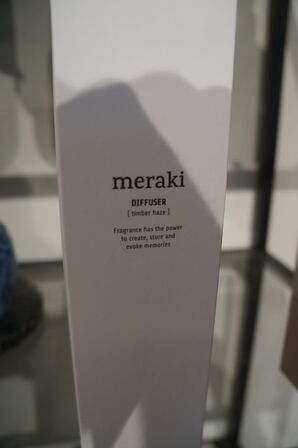 meraki
DIFFUSER
[ timber haze ]
Fragrance has the power
to create, store and
evoke memories